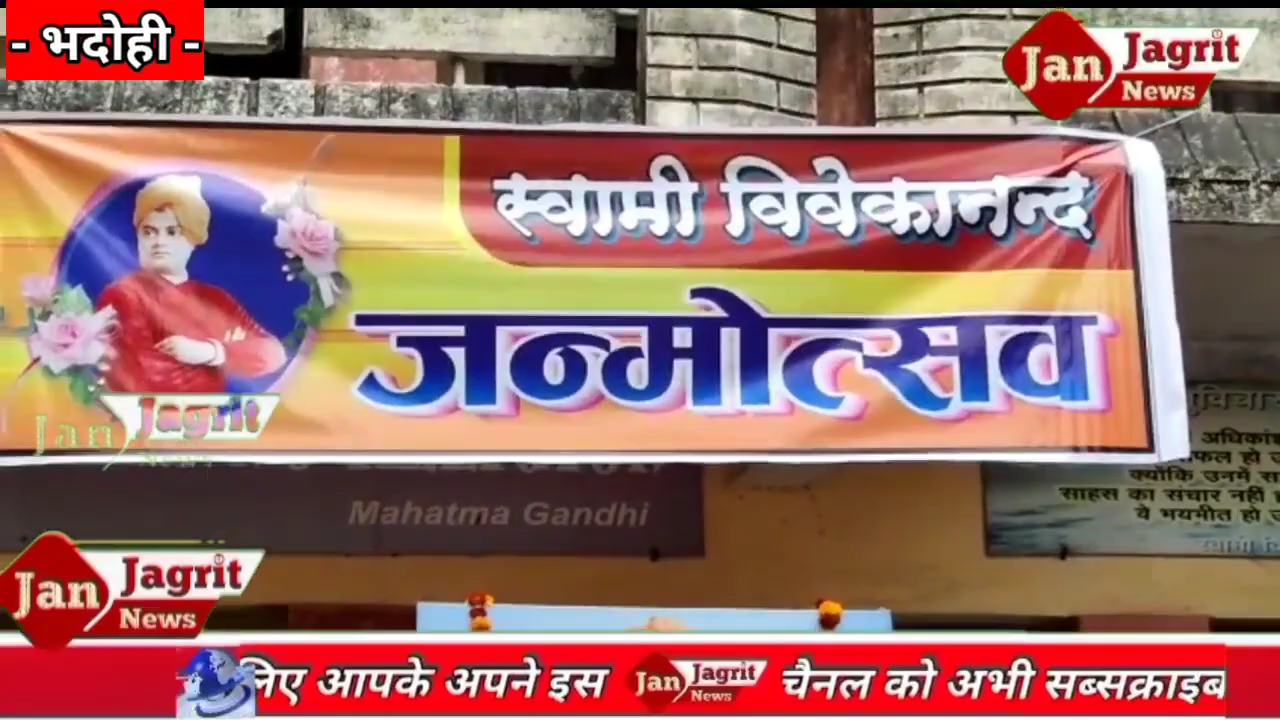 - भदोही -
Jan Jagrit
News
स्वामी विवेकानन्द
जन्मोत्सव
Jan Jagrit
News
Mahatma Gandhi
अधिकांश
क्योंकि उनमें
साहस का संचार नहीं
वे भयभीत हो
Jan Jagrit
News
लिए आपके अपने इस Jan Jagrit News चैनल को अभी सब्सक्राइब